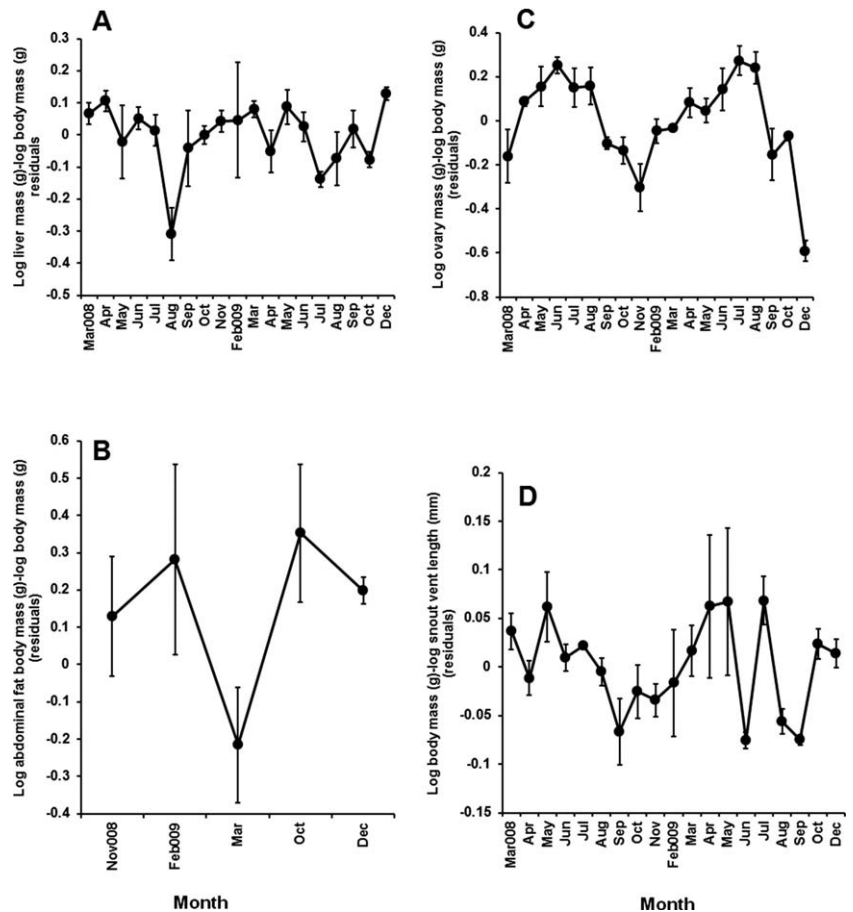 A
Log liver mass (g)-log body mass (g)
residuals
0.3
0.2
0.1
0
-0.1
-0.2
-0.3
-0.4
-0.5
Mar008 Apr May Jun Jul Aug Sep Oct Nov Feb009 Mar Apr May Jun Jul Aug Sep Oct Dec
C
Log ovary mass (g)-log body mass (g)
(residuals)
0.4
0.2
0
-0.2
-0.4
-0.6
-0.8
Mar008 Apr May Jun Jul Aug Sep Oct Nov Feb009 Mar Apr May Jun Jul Aug Sep Oct Dec
B
Log abdominal fat body mass (g)-log body mass (g)
(residuals)
0.6
0.5
0.4
0.3
0.2
0.1
0
-0.1
-0.2
-0.3
-0.4
Nov008 Feb009 Mar Oct Dec
Month
D
Log body mass (g)-log snout vent length (mm)
(residuals)
0.2
0.15
0.1
0.05
0
-0.05
-0.1
-0.15
Mar008 Apr May Jun Jul Aug Sep Oct Nov Feb009 Mar Apr May Jun Jul Aug Sep Oct Dec
Month